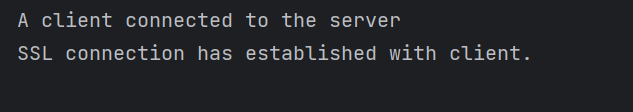 A client connected to the server
SSL connection has established with client.